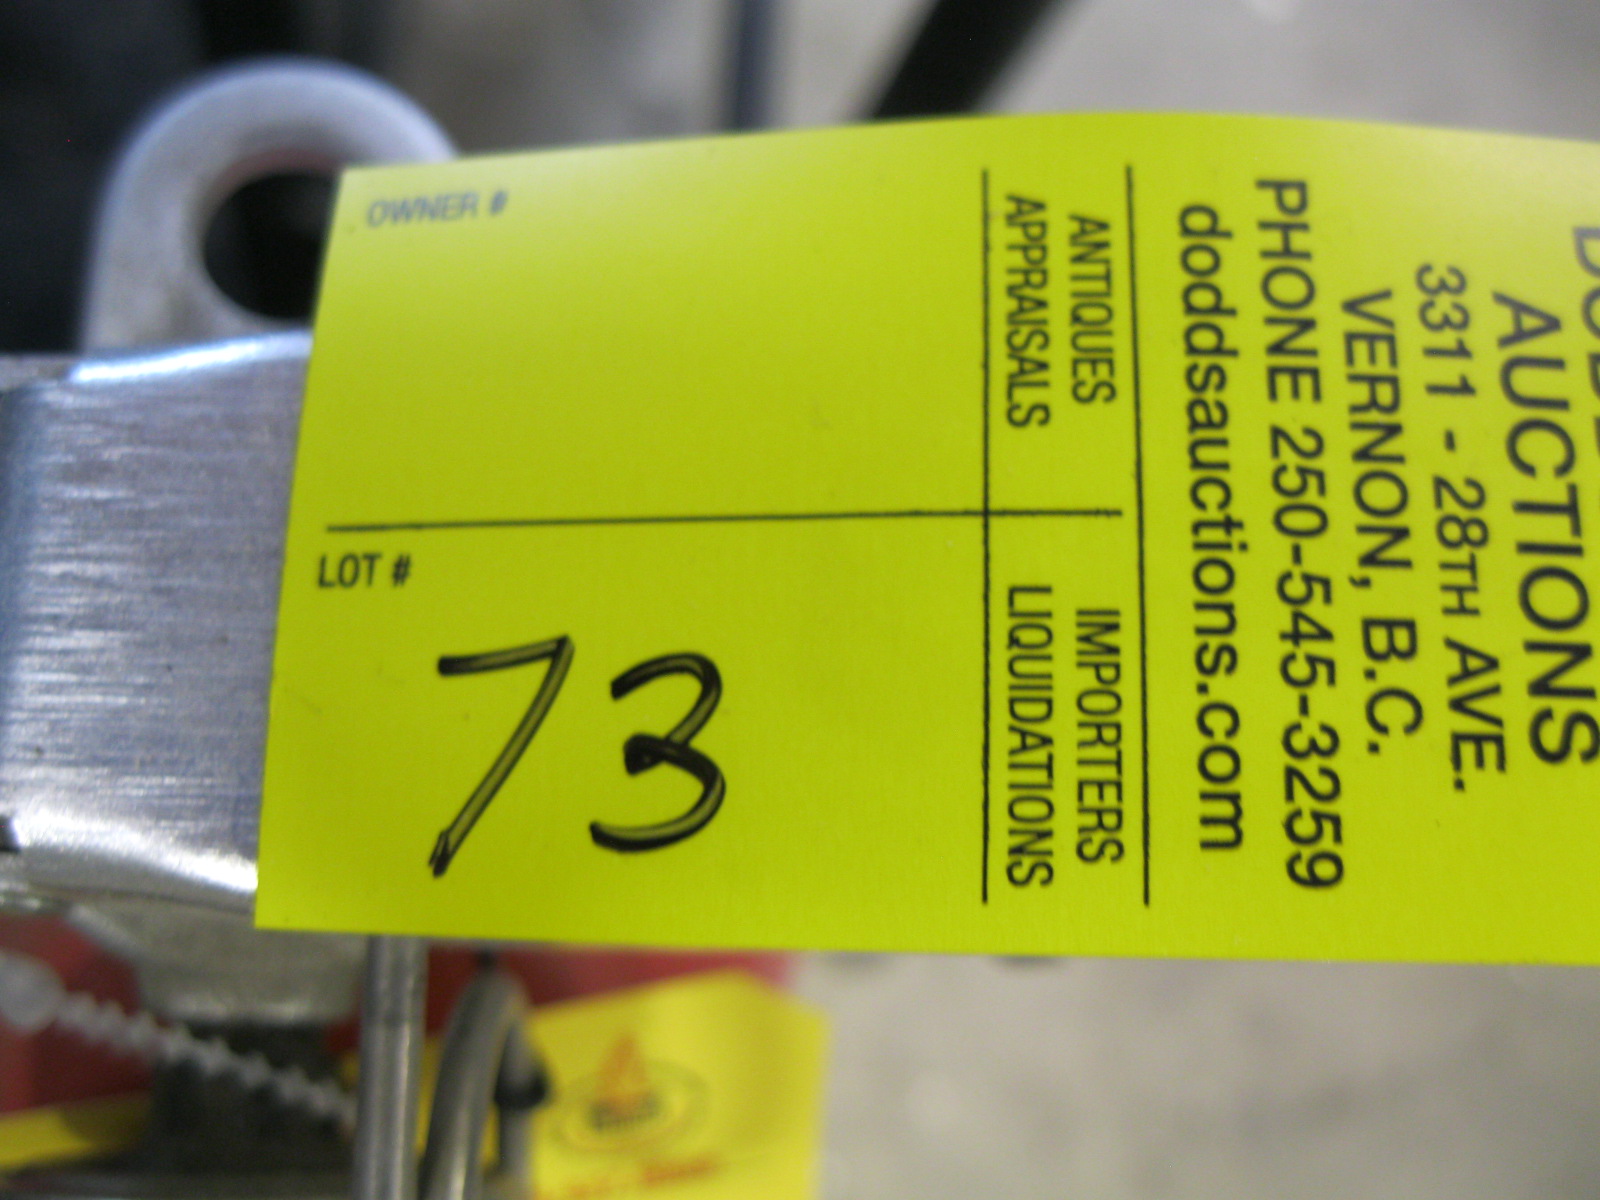 AUCTIONS
3311 - 28TH AVE.
VERNON, B.C.
PHONE 250-545-3259
doddsauctions.com
ANTIQUES IMPORTERS
APPRAISALS LIQUIDATIONS
OWNER #
LOT #
73